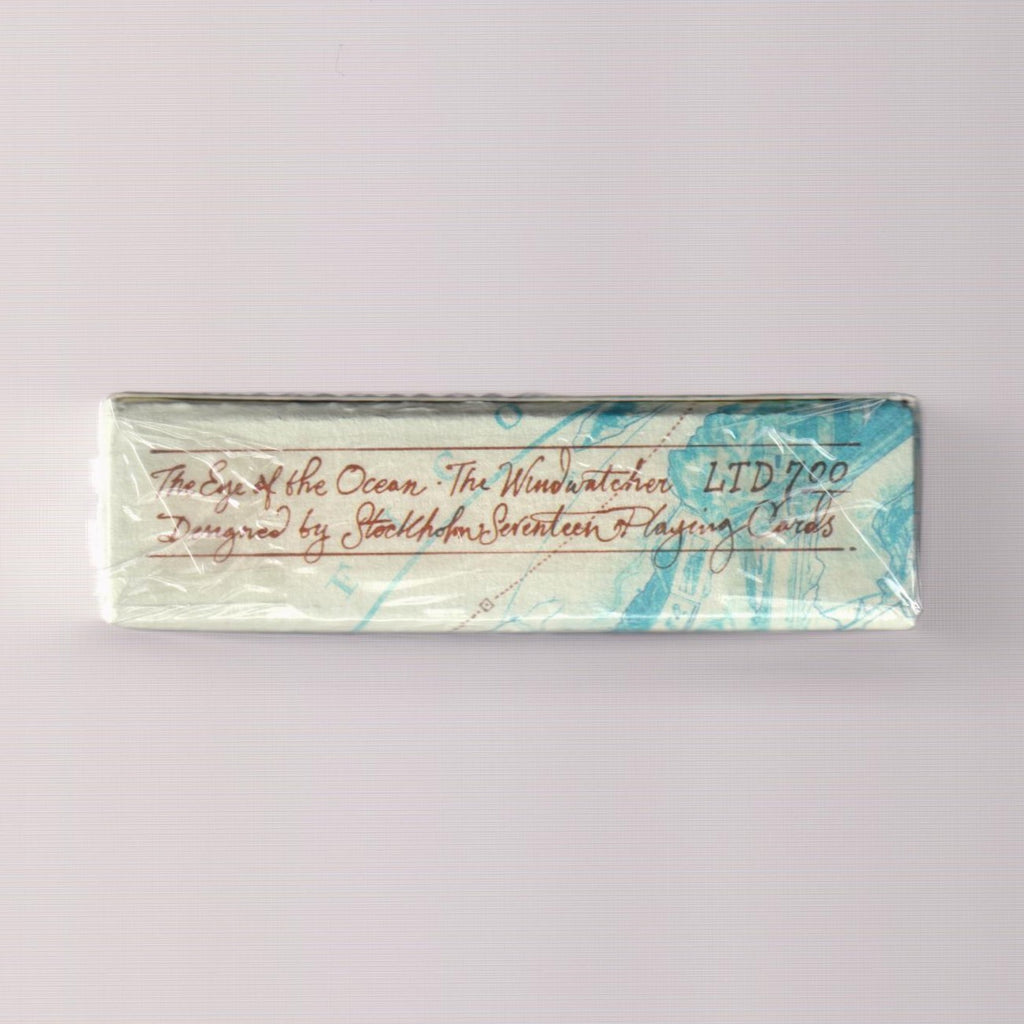 The Eye of the Ocean · The Windwatcher LTD 700
Designed by Stockholm Seventeen Playing Cards